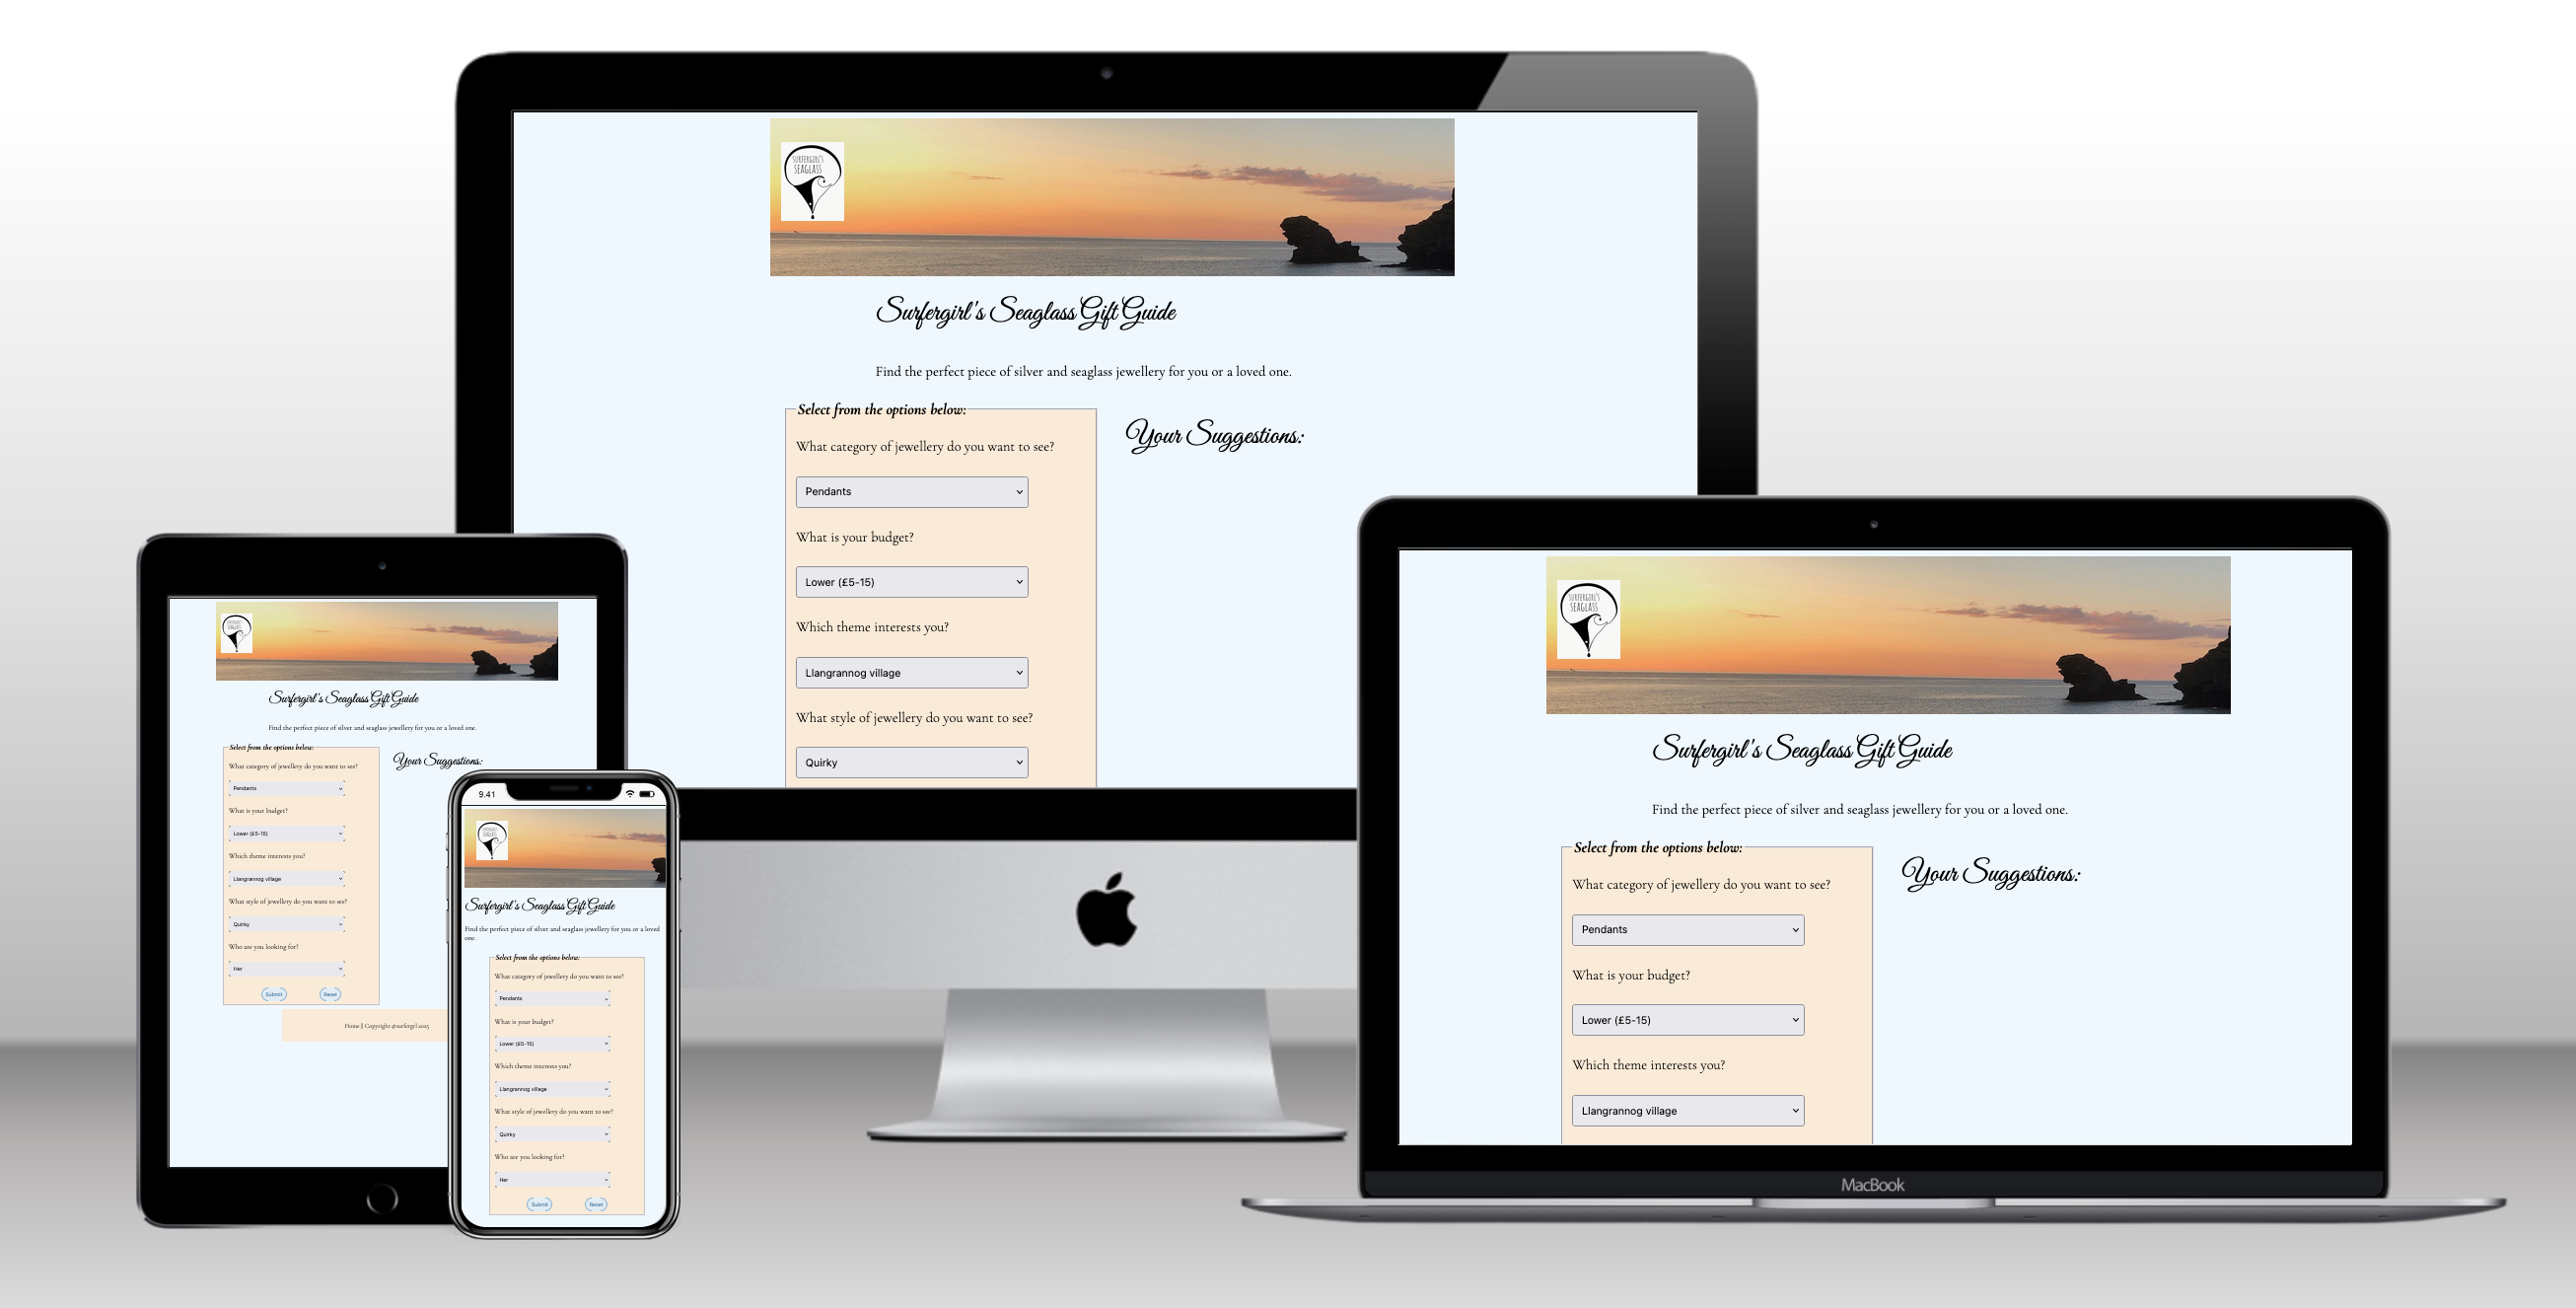 SURFERGIRL'S
SEAGLASS
Surfergirl's Seaglass Gift Guide
Find the perfect piece of silver and seaglass jewellery for you or a loved one.
Select from the options below:
What category of jewellery do you want to see?
Pendants
What is your budget?
Lower (£5-15)
Which theme interests you?
Llangrannog village
What style of jewellery do you want to see?
Quirky
Your Suggestions:
SURFERGIRL'S
SEAGLASS
Surfergirl's Seaglass Gift Guide
Find the perfect piece of silver and seaglass jewellery for you or a loved one.
Select from the options below:
What category of jewellery do you want to see?
Pendants
What is your budget?
Lower (£5-15)
Which theme interests you?
Llangrannog village
What style of jewellery do you want to see?
Quirky
Who are you looking for?
Her
Submit Reset
Your Suggestions:
Home | Copyright @surfergrl 2023
9.41
SURFERGIRL'S
SEAGLASS
Surfergirl's Seaglass Gift Guide
Find the perfect piece of silver and seaglass jewellery for you or a loved
one.
Select from the options below:
What category of jewellery do you want to see?
Pendants
What is your budget?
Lower (£5-15)
Which theme interests you?
Llangrannog village
What style of jewellery do you want to see?
Quirky
Who are you looking for?
Her
Submit Reset
SURFERGIRL'S
SEAGLASS
Surfergirl's Seaglass Gift Guide
Find the perfect piece of silver and seaglass jewellery for you or a loved one.
Select from the options below:
What category of jewellery do you want to see?
Pendants
What is your budget?
Lower (£5-15)
Which theme interests you?
Llangrannog village
Your Suggestions:
MacBook